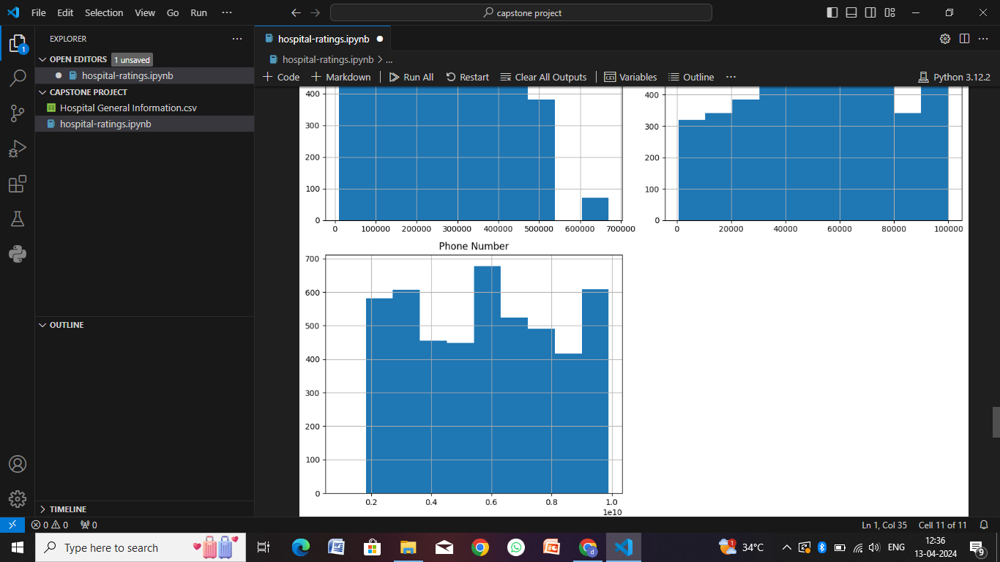 File Edit Selection View Go Run ··· capstone project
EXPLORER ···
OPEN EDITORS 1 unsaved
hospital-ratings.ipynb
CAPSTONE PROJECT
Hospital General Information.csv
hospital-ratings.ipynb
OUTLINE
TIMELINE
1
hospital-ratings.ipynb
hospital-ratings.ipynb > ...
Code Markdown Run All Restart Clear All Outputs Variables Outline ··· Python 3.12.2
400
300
200
100
0
0 100000 200000 300000 400000 500000 600000 700000
400
300
200
100
0
0 20000 40000 60000 80000 100000
Phone Number
700
600
500
400
300
200
100
0
0.2 0.4 0.6 0.8 1.0
1e10
0 0 0 Ln 1, Col 35 Cell 11 of 11
Type here to search 1 34°C ENG 12:36
13-04-2024 9